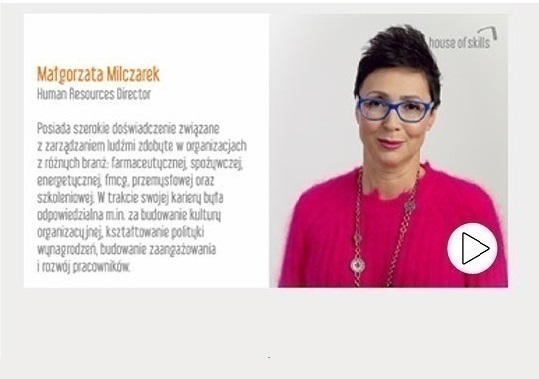 house of skills
Małgorzata Milczarek
Human Resources Director
Posiada szerokie doświadczenie związane
z zarządzaniem ludźmi zdobyte w organizacjach
z różnych branż: farmaceutycznej, spożywczej,
energetycznej, fmcg, przemysłowej oraz
szkoleniowej. W trakcie swojej kariery była
odpowiedzialna m.in. za budowanie kultury
organizacyjnej, kształtowanie polityki
wynagrodzeń, budowanie zaangażowania
i rozwój pracowników.